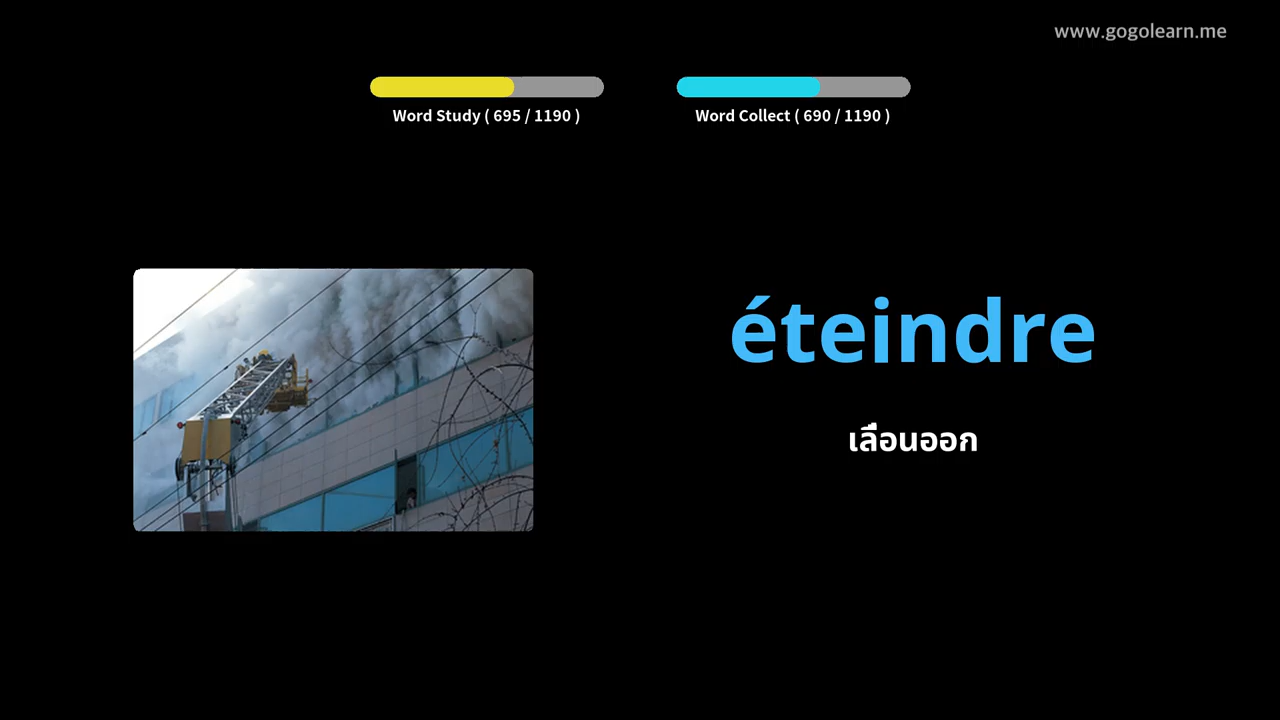 www.gogolearn.me
Word Study ( 695 / 1190 )
Word Collect ( 690 / 1190 )
éteindre
เลือนออก